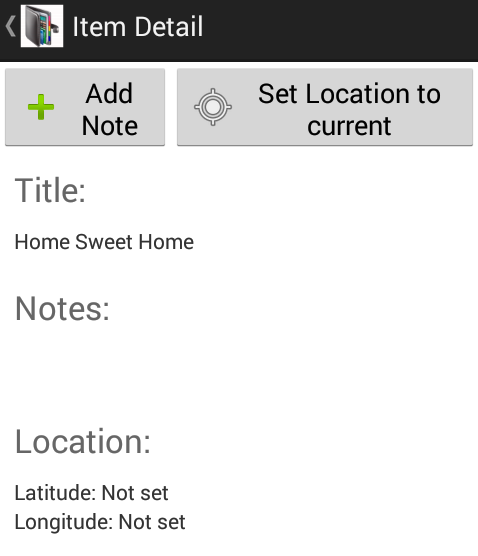 Item Detail
Add
Note
Set Location to
current
Title:
Home Sweet Home
Notes:
Location:
Latitude: Not set
Longitude: Not set